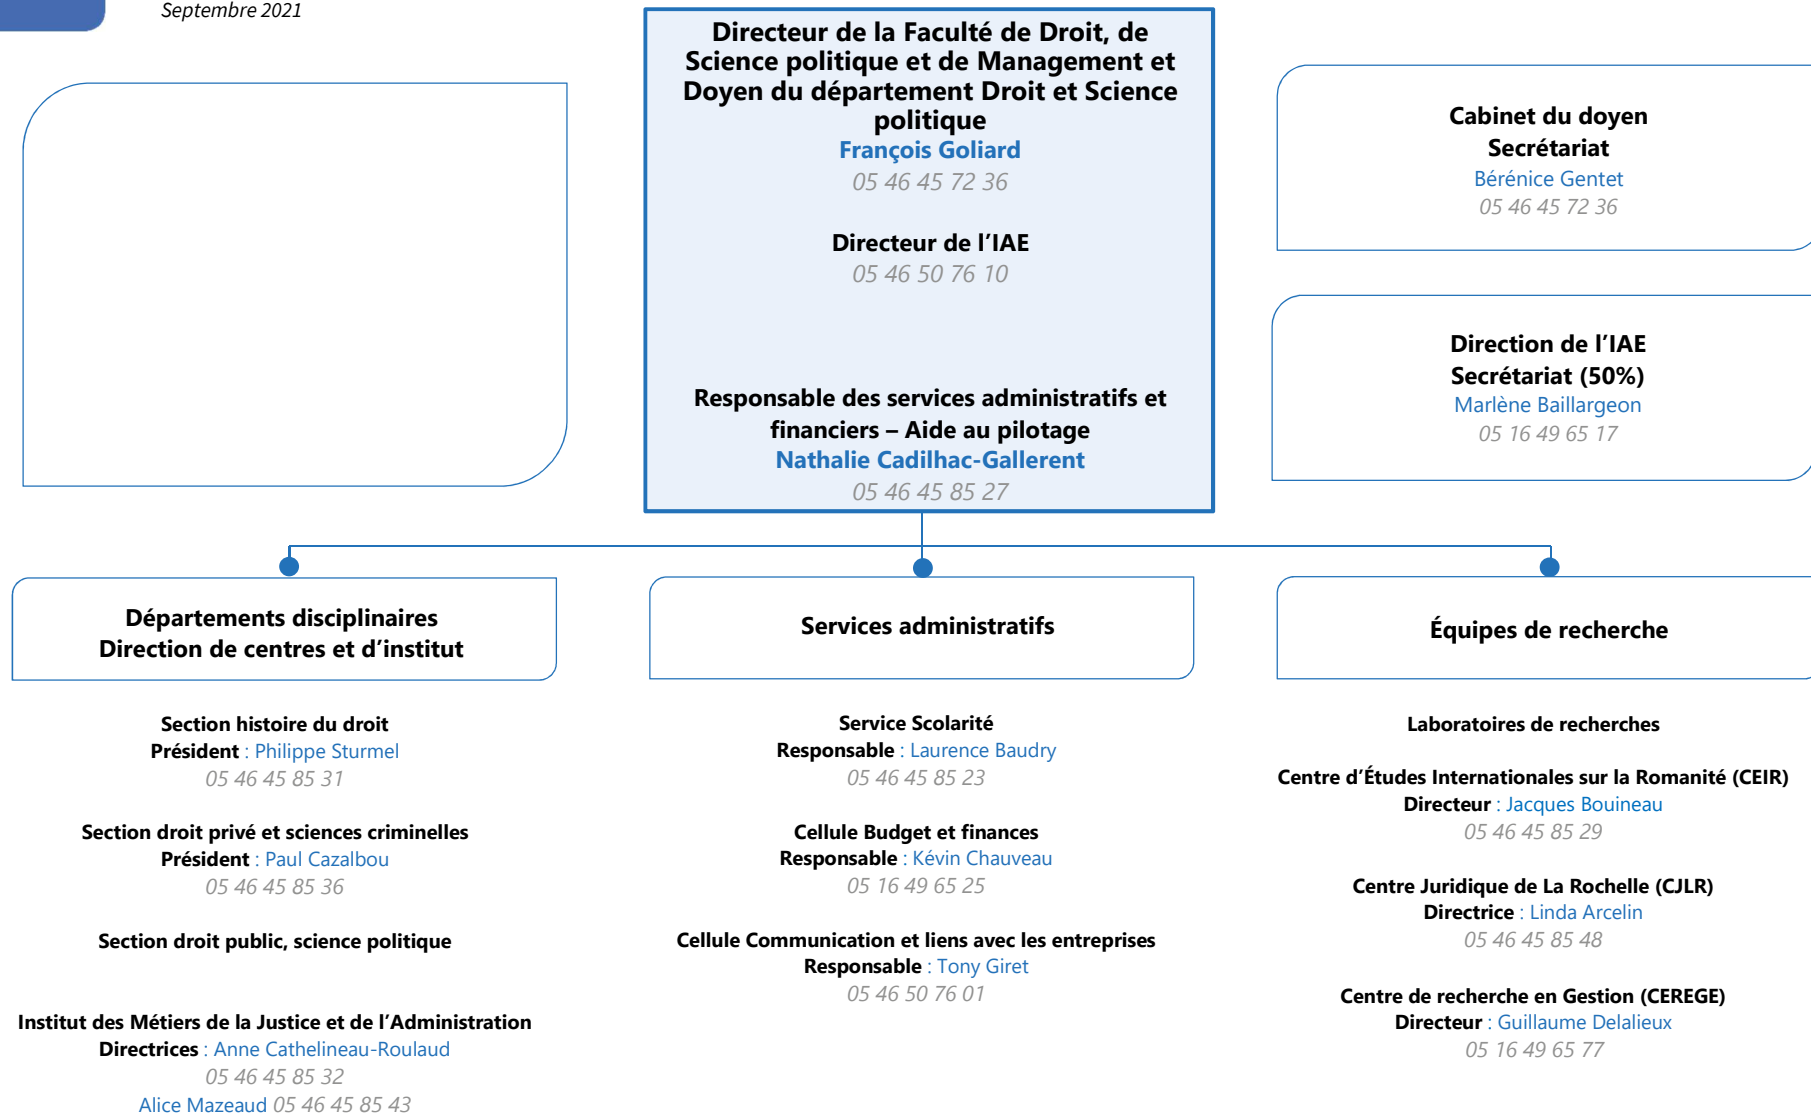 Septembre 2021
Directeur de la Faculté de Droit, de
Science politique et de Management et
Doyen du département Droit et Science
politique
François Goliard
05 46 45 72 36
Directeur de l’IAE
05 46 50 76 10
Responsable des services administratifs et
financiers – Aide au pilotage
Nathalie Cadilhac-Gallerent
05 46 45 85 27
Cabinet du doyen
Secrétariat
Bérénice Gentet
05 46 45 72 36
Direction de l’IAE
Secrétariat (50%)
Marlène Baillargeon
05 16 49 65 17
Départements disciplinaires
Direction de centres et d’institut
Section histoire du droit
Président : Philippe Sturmel
05 46 45 85 31
Section droit privé et sciences criminelles
Président : Paul Cazalbou
05 46 45 85 36
Section droit public, science politique
Institut des Métiers de la Justice et de l’Administration
Directrices : Anne Cathelineau-Roulaud
05 46 45 85 32
Alice Mazeaud 05 46 45 85 43
Services administratifs
Service Scolarité
Responsable : Laurence Baudry
05 46 45 85 23
Cellule Budget et finances
Responsable : Kévin Chauveau
05 16 49 65 25
Cellule Communication et liens avec les entreprises
Responsable : Tony Giret
05 46 50 76 01
Équipes de recherche
Laboratoires de recherches
Centre d’Études Internationales sur la Romanité (CEIR)
Directeur : Jacques Bouineau
05 46 45 85 29
Centre Juridique de La Rochelle (CJLR)
Directrice : Linda Arcelin
05 46 45 85 48
Centre de recherche en Gestion (CEREGE)
Directeur : Guillaume Delalieux
05 16 49 65 77